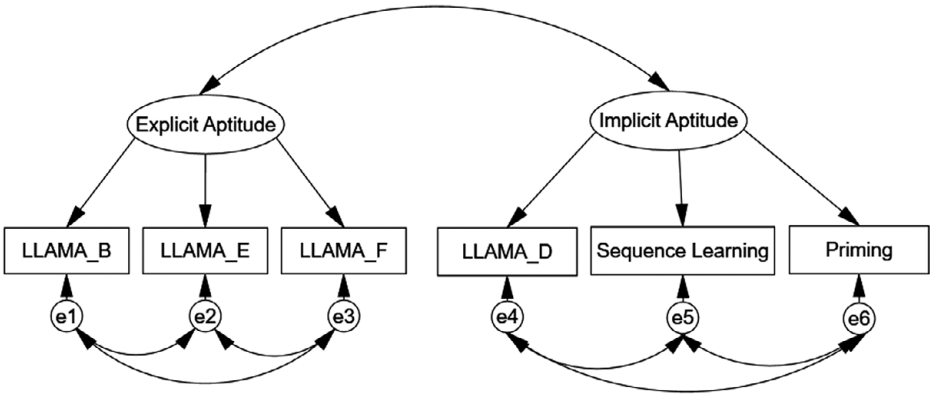 Explicit Aptitude
Implicit Aptitude
LLAMA_B
LLAMA_E
LLAMA_F
LLAMA_D
Sequence Learning
Priming
e1
e2
e3
e4
e5
e6